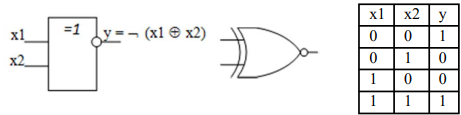 =1
x1
y = ¬ (x1 ⊕ x2)
x2
x1 x2 y
0 0 1
0 1 0
1 0 0
1 1 1